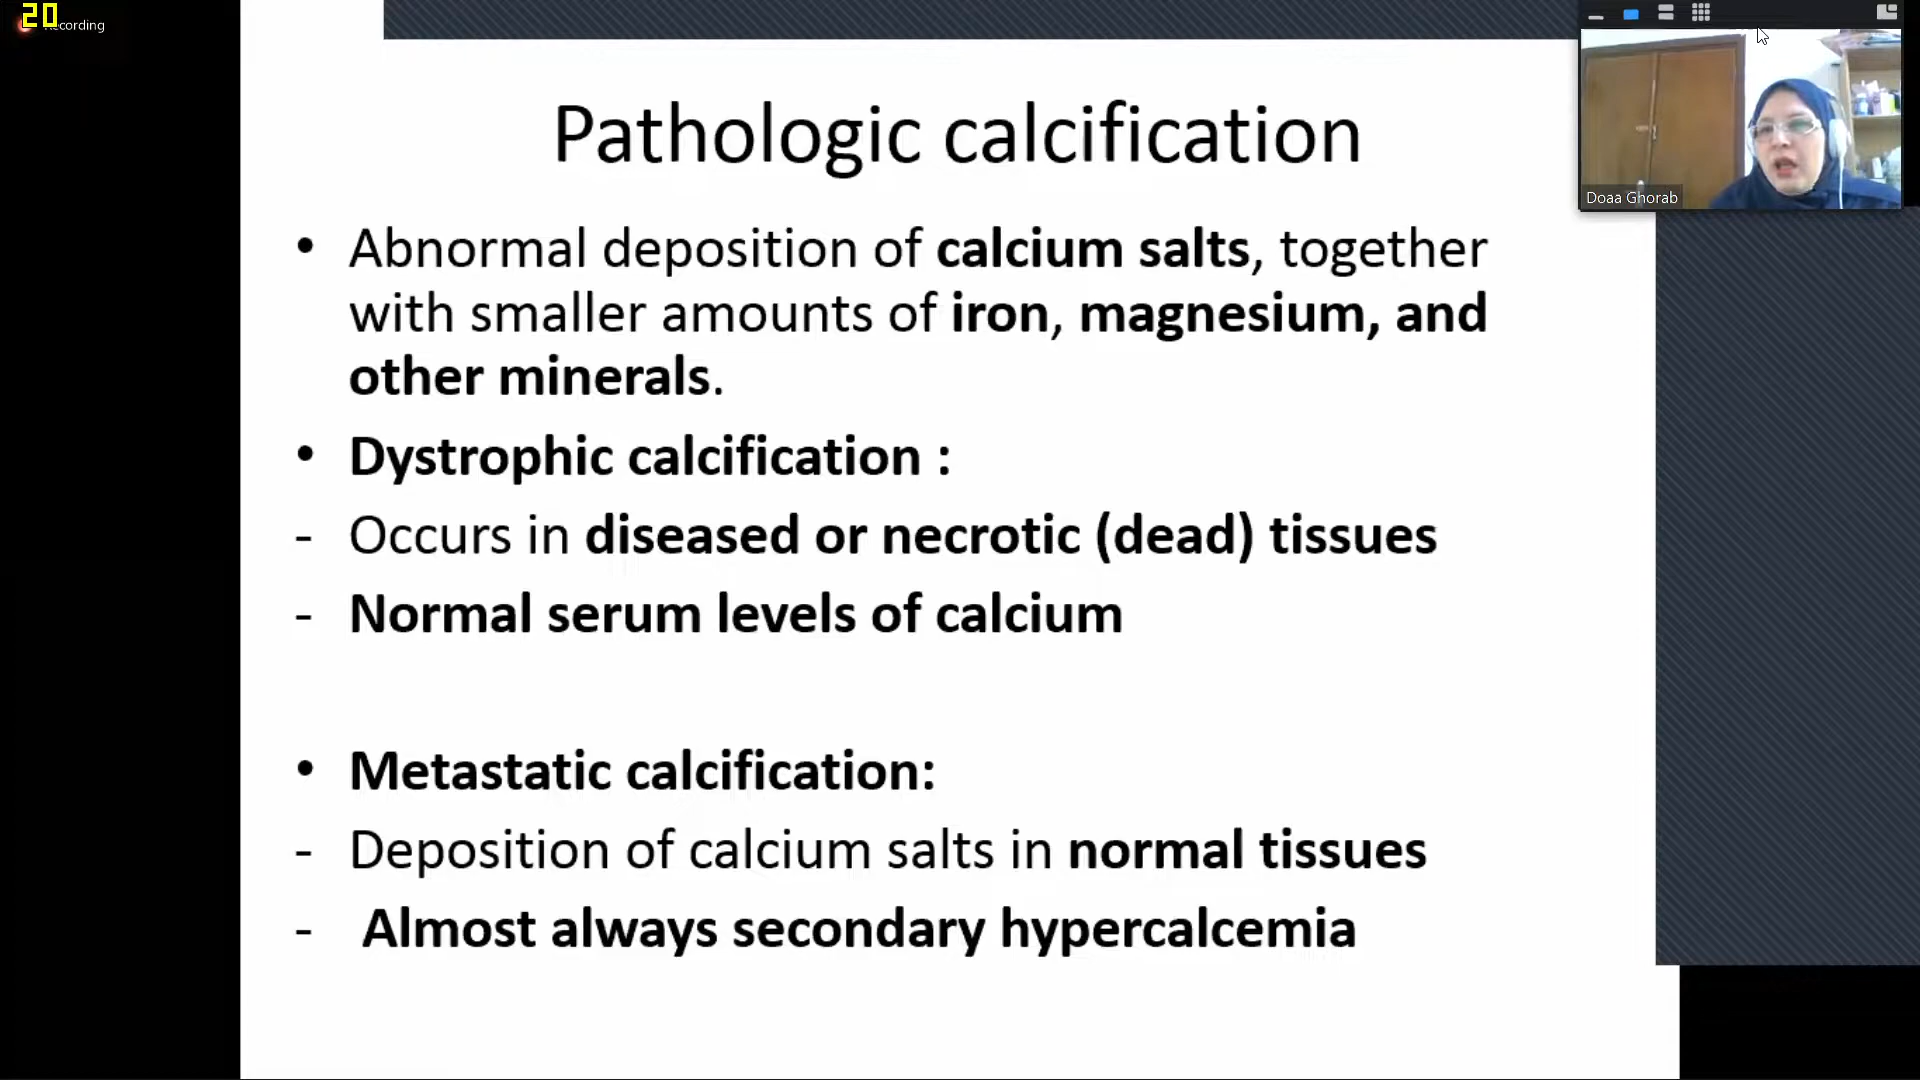 20
cording
Pathologic calcification
Doaa Ghorab
• Abnormal deposition of calcium salts, together
with smaller amounts of iron, magnesium, and
other minerals.
• Dystrophic calcification :
- Occurs in diseased or necrotic (dead) tissues
- Normal serum levels of calcium
• Metastatic calcification:
- Deposition of calcium salts in normal tissues
- Almost always secondary hypercalcemia